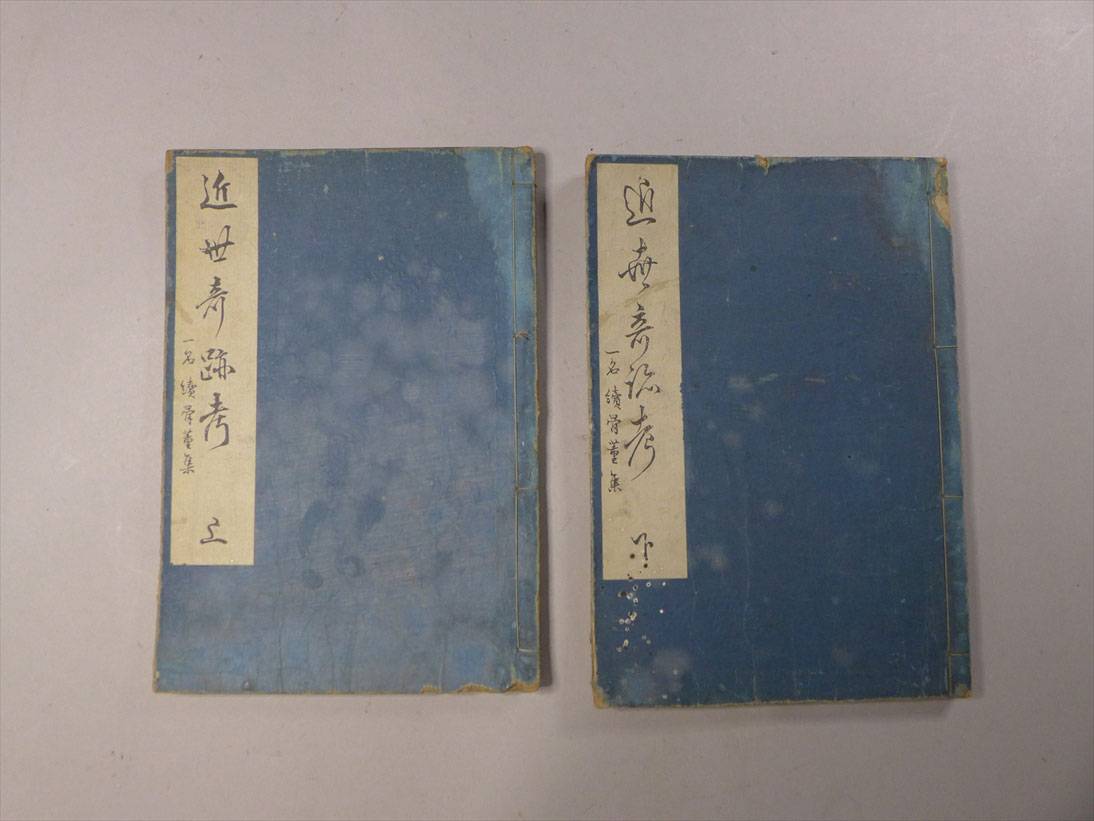 近世奇跡考
一名 續骨董集
上
近世奇跡考
一名 續骨董集
下